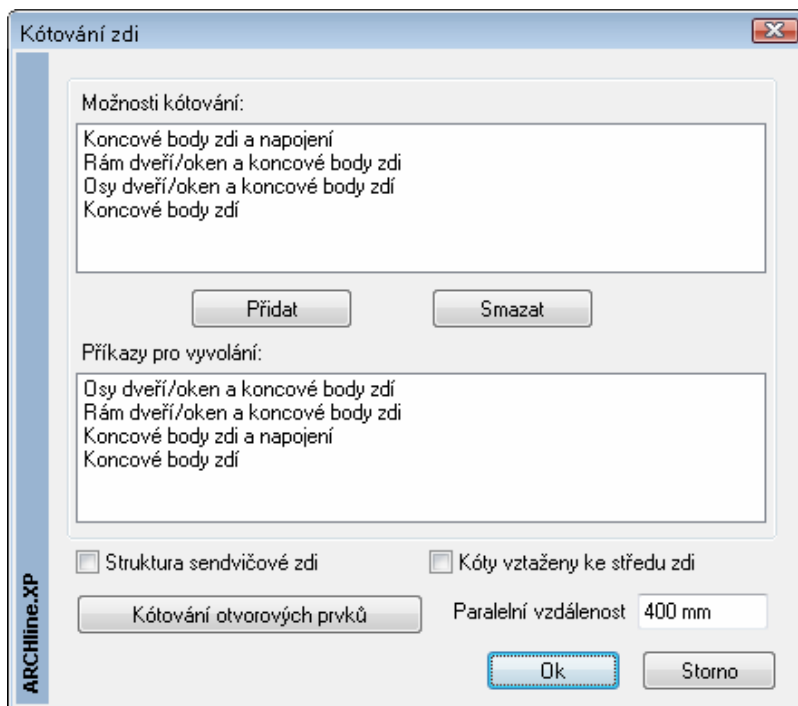 Kótování zdi
Možnosti kótování:
Koncové body zdi a napojení
Rám dveří/oken a koncové body zdi
Osy dveří/oken a koncové body zdí
Koncové body zdí
Přidat Smazat
Příkazy pro vyvolání:
Osy dveří/oken a koncové body zdí
Rám dveří/oken a koncové body zdi
Koncové body zdi a napojení
Koncové body zdí
Struktura sendvičové zdi Kóty vztaženy ke středu zdi
Kótování otvorových prvků Paralelní vzdálenost 400 mm
Ok Storno
ARCHline.XP